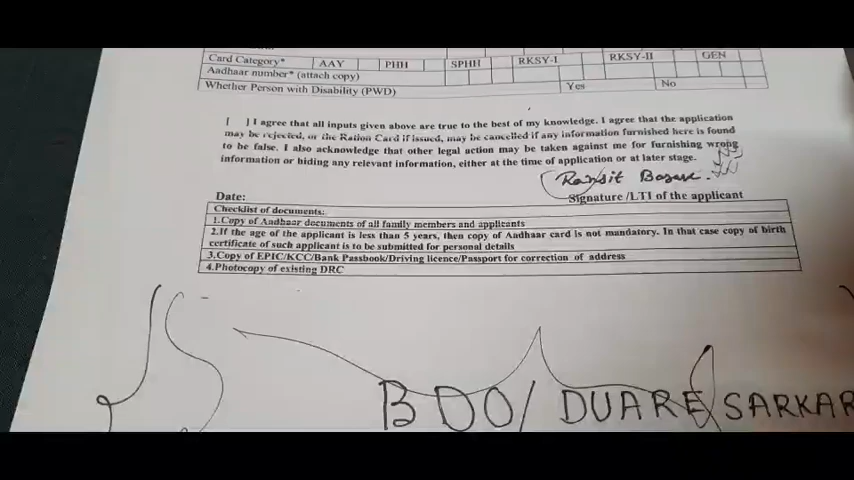 Card Category* AAY PHH SPHH RKSY-I RKSY-II GEN
Aadhaar number* (attach copy)
Whether Person with Disability (PWD) Yes No
[ ] I agree that all inputs given above are true to the best of my knowledge. I agree that the application
may be rejected, or the Ration Card if issued, may be cancelled if any information furnished here is found
to be false. I also acknowledge that other legal action may be taken against me for furnishing wrong
information or hiding any relevant information, either at the time of application or at later stage.
Date: Signature /LTI of the applicant
Checklist of documents:
1.Copy of Aadhaar documents of all family members and applicants
2.If the age of the applicant is less than 5 years, then copy of Aadhaar card is not mandatory. In that case copy of birth
certificate of such applicant is to be submitted for personal details
3.Copy of EPIC/KCC/Bank Passbook/Driving licence/Passport for correction of address
4.Photocopy of existing DRC
BDO/ DUARE SARKAR